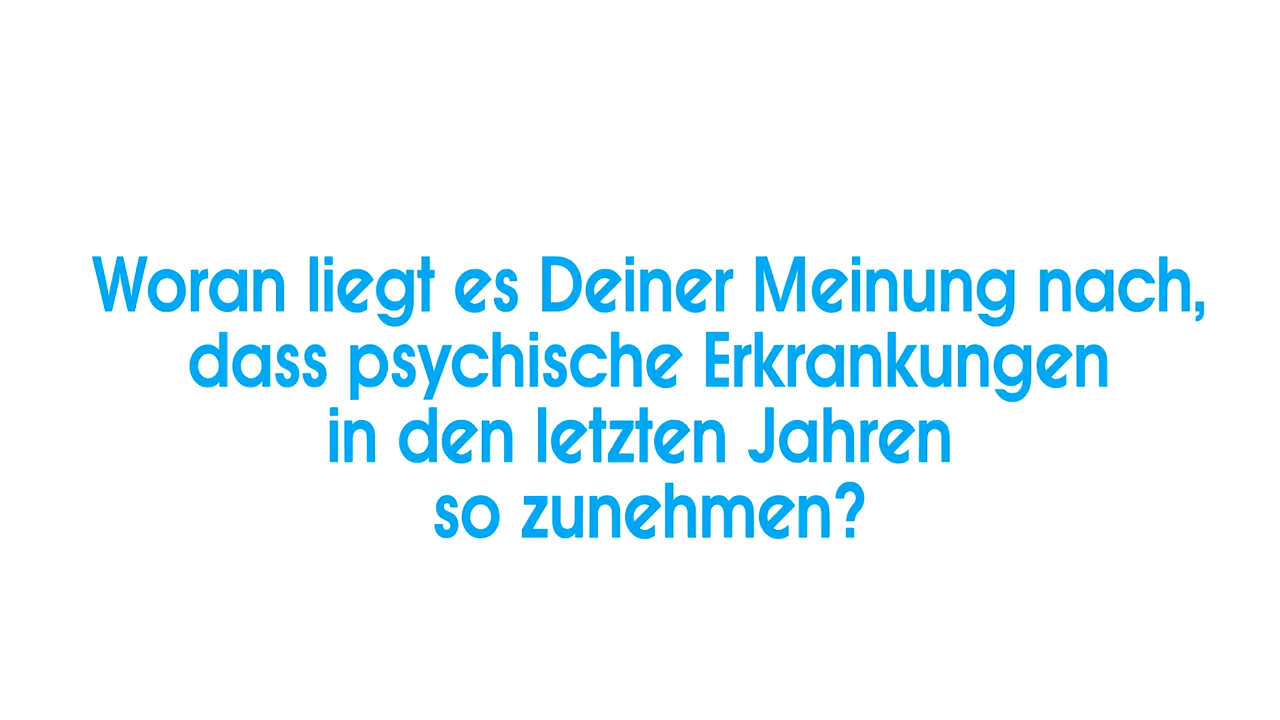 Woran liegt es Deiner Meinung nach,
dass psychische Erkrankungen
in den letzten Jahren
so zunehmen?